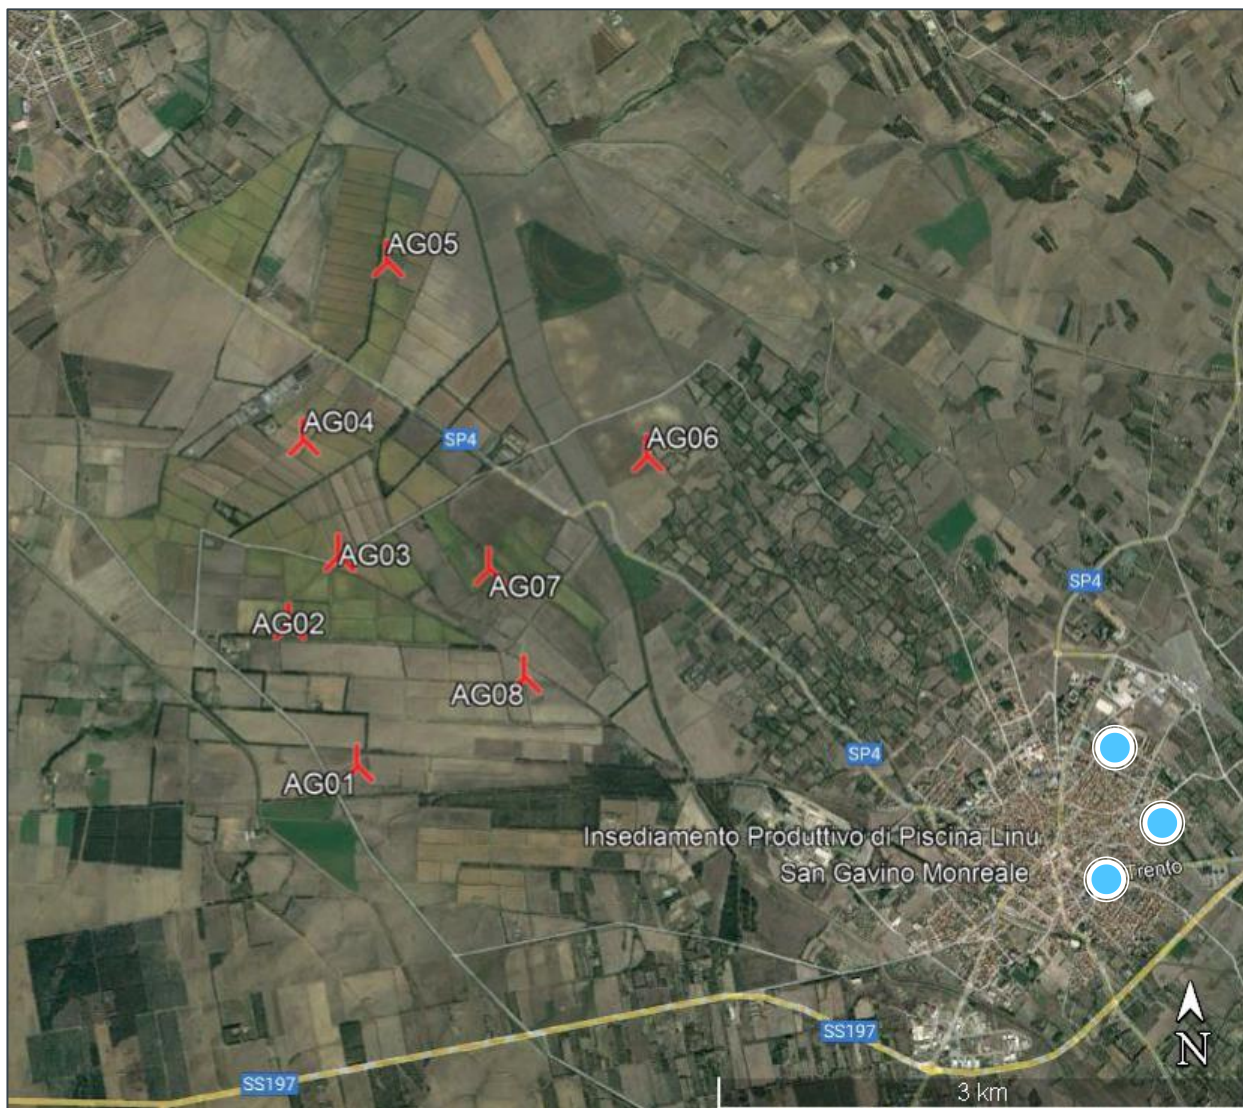 AG05
AG04
SP4
AG06
AG03
AG07
SP4
AG02
AG08
SP4
AG01
Insediamento Produttivo di Piscina Linu
San Gavino Monreale
Trento
N
SS197
SS197
3 km